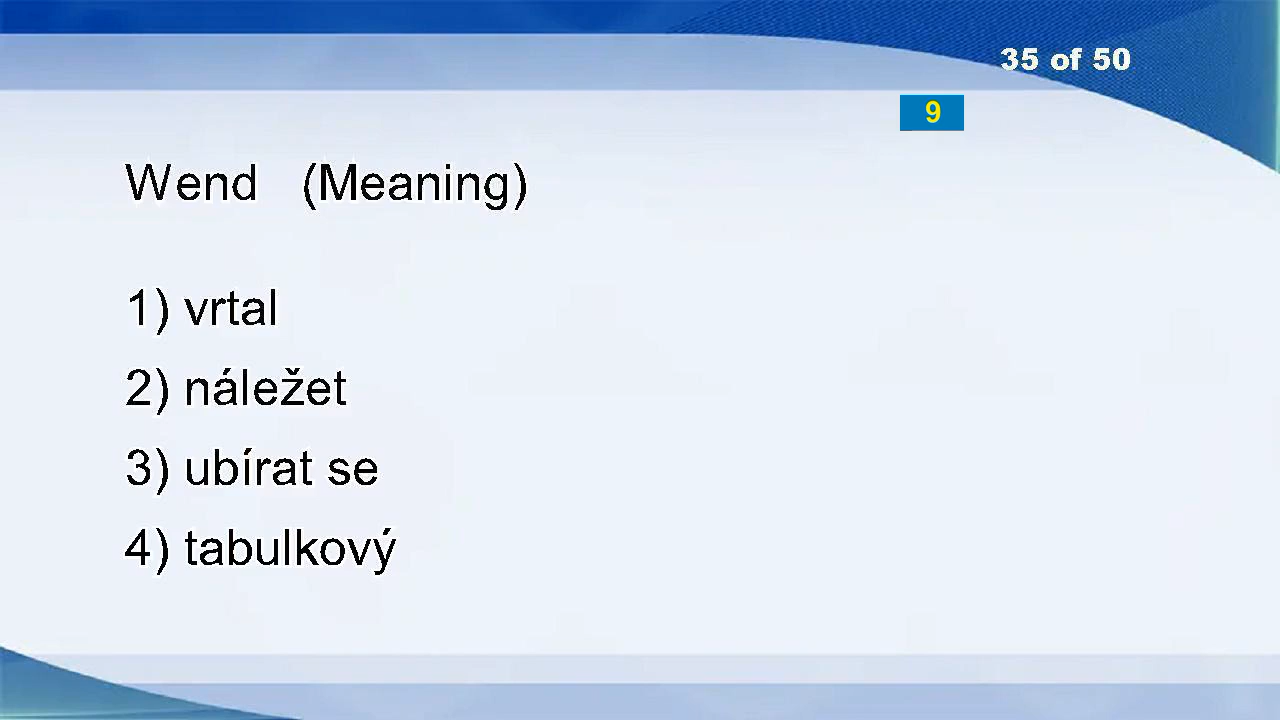 35 of 50
9
Wend (Meaning)
1) vrtal
2) náležet
3) ubírat se
4) tabulkový